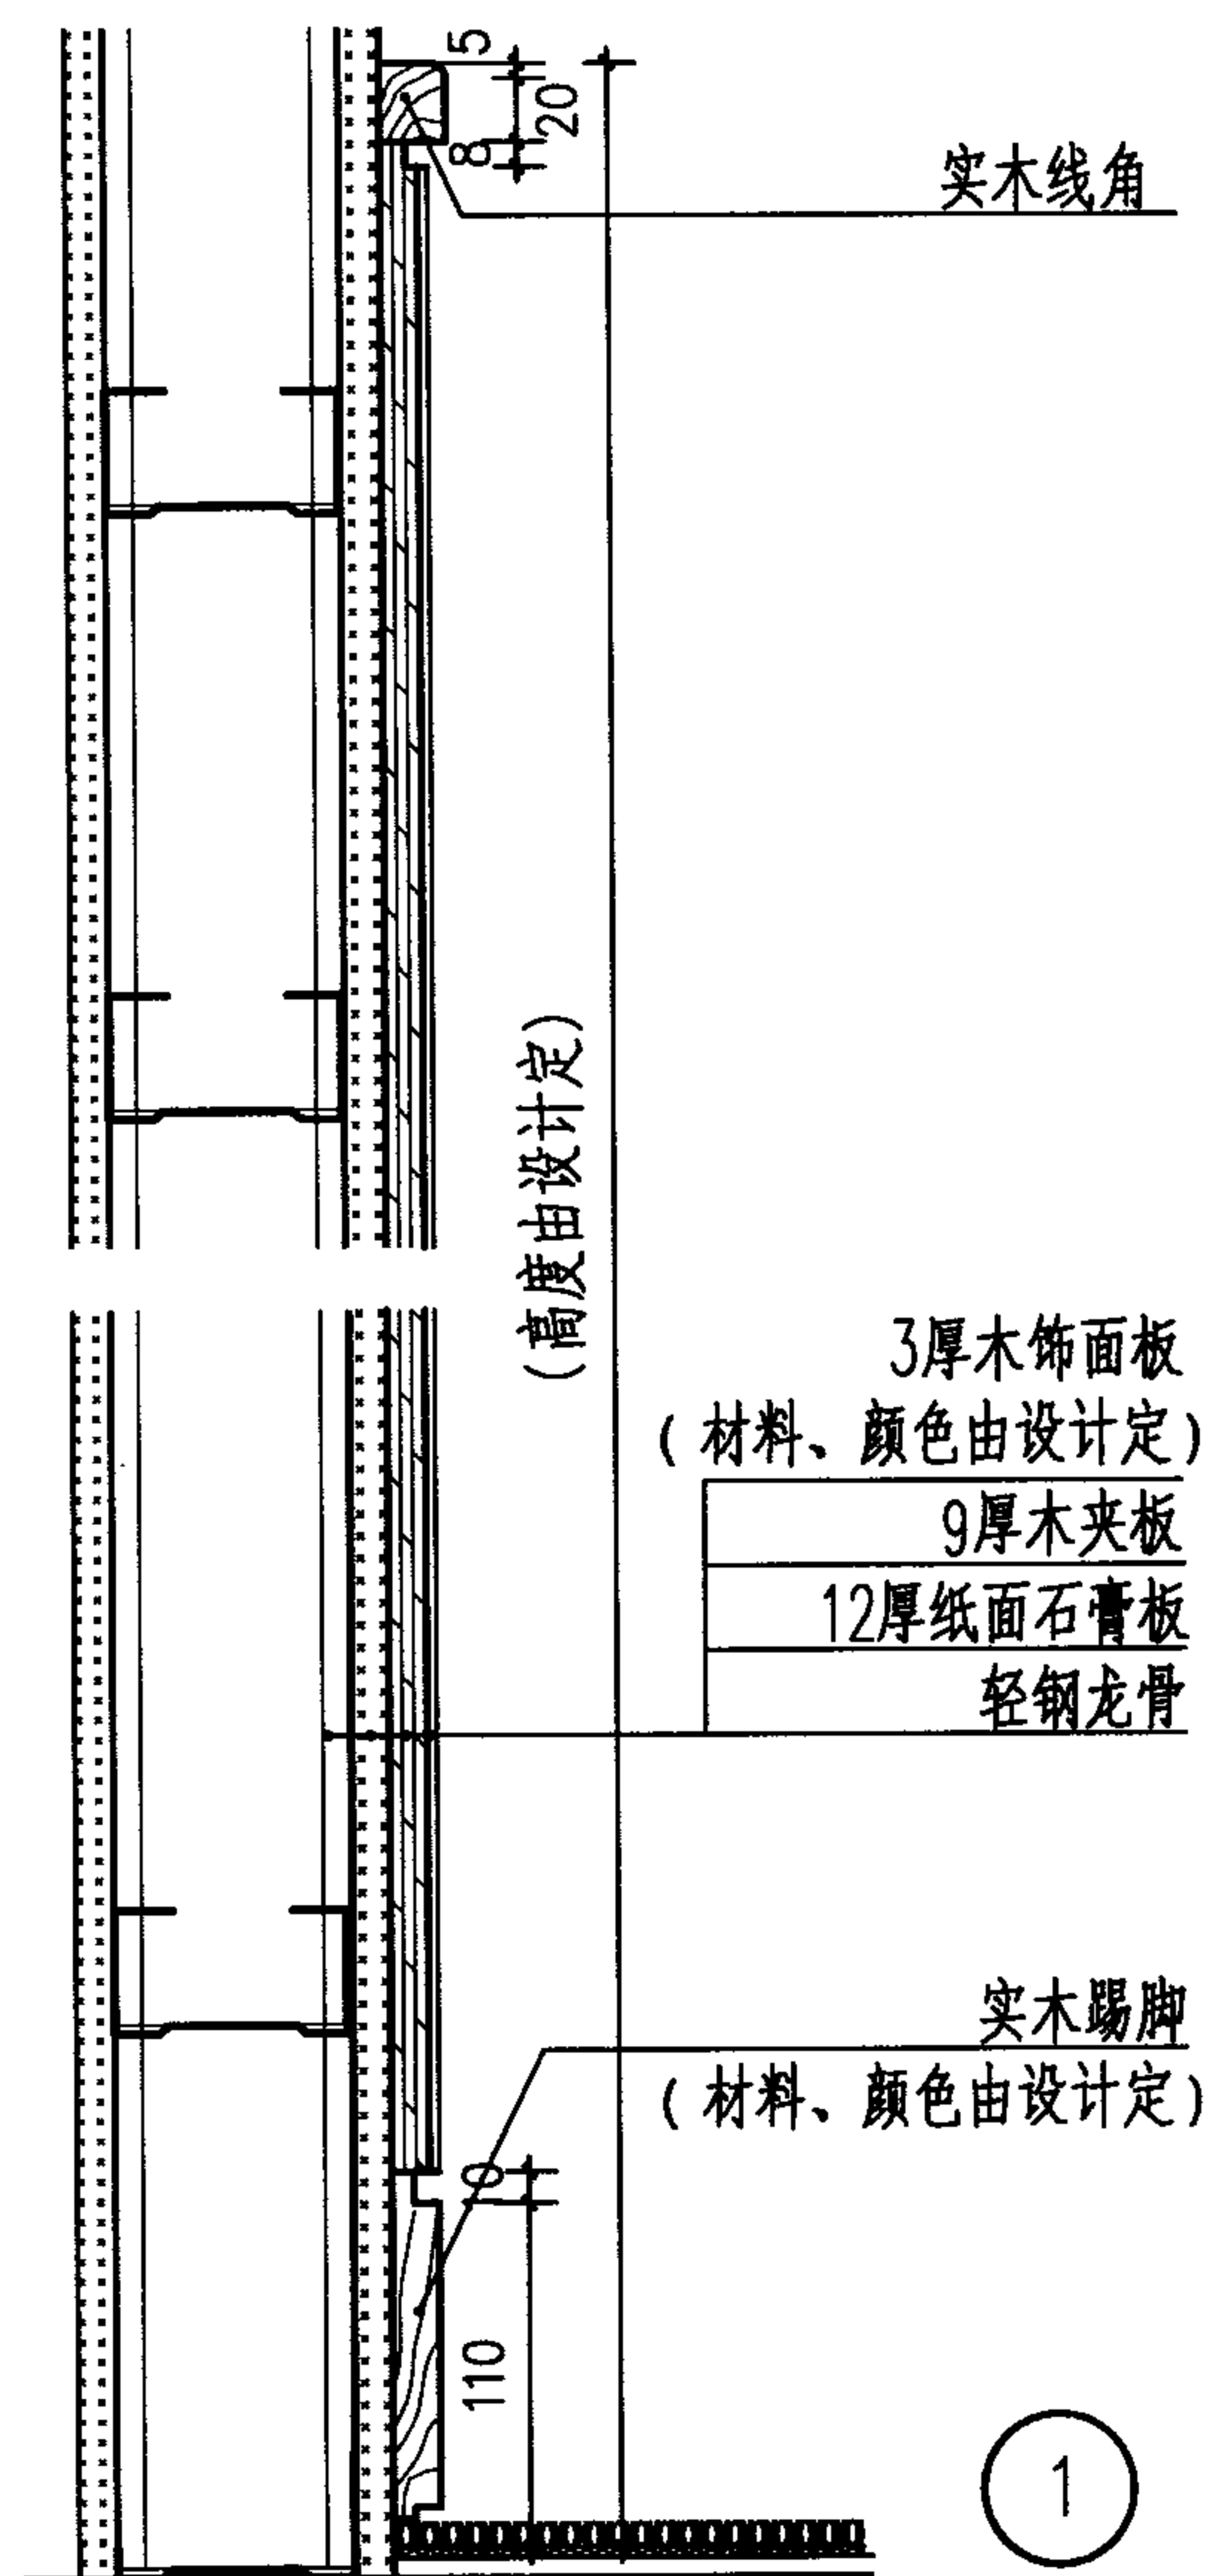 5
20
8
实木线角
(高度由设计定)
3厚木饰面板
(材料、颜色由设计定)
9厚木夹板
12厚纸面石膏板
轻钢龙骨
实木踢脚
(材料、颜色由设计定)
10
110
1